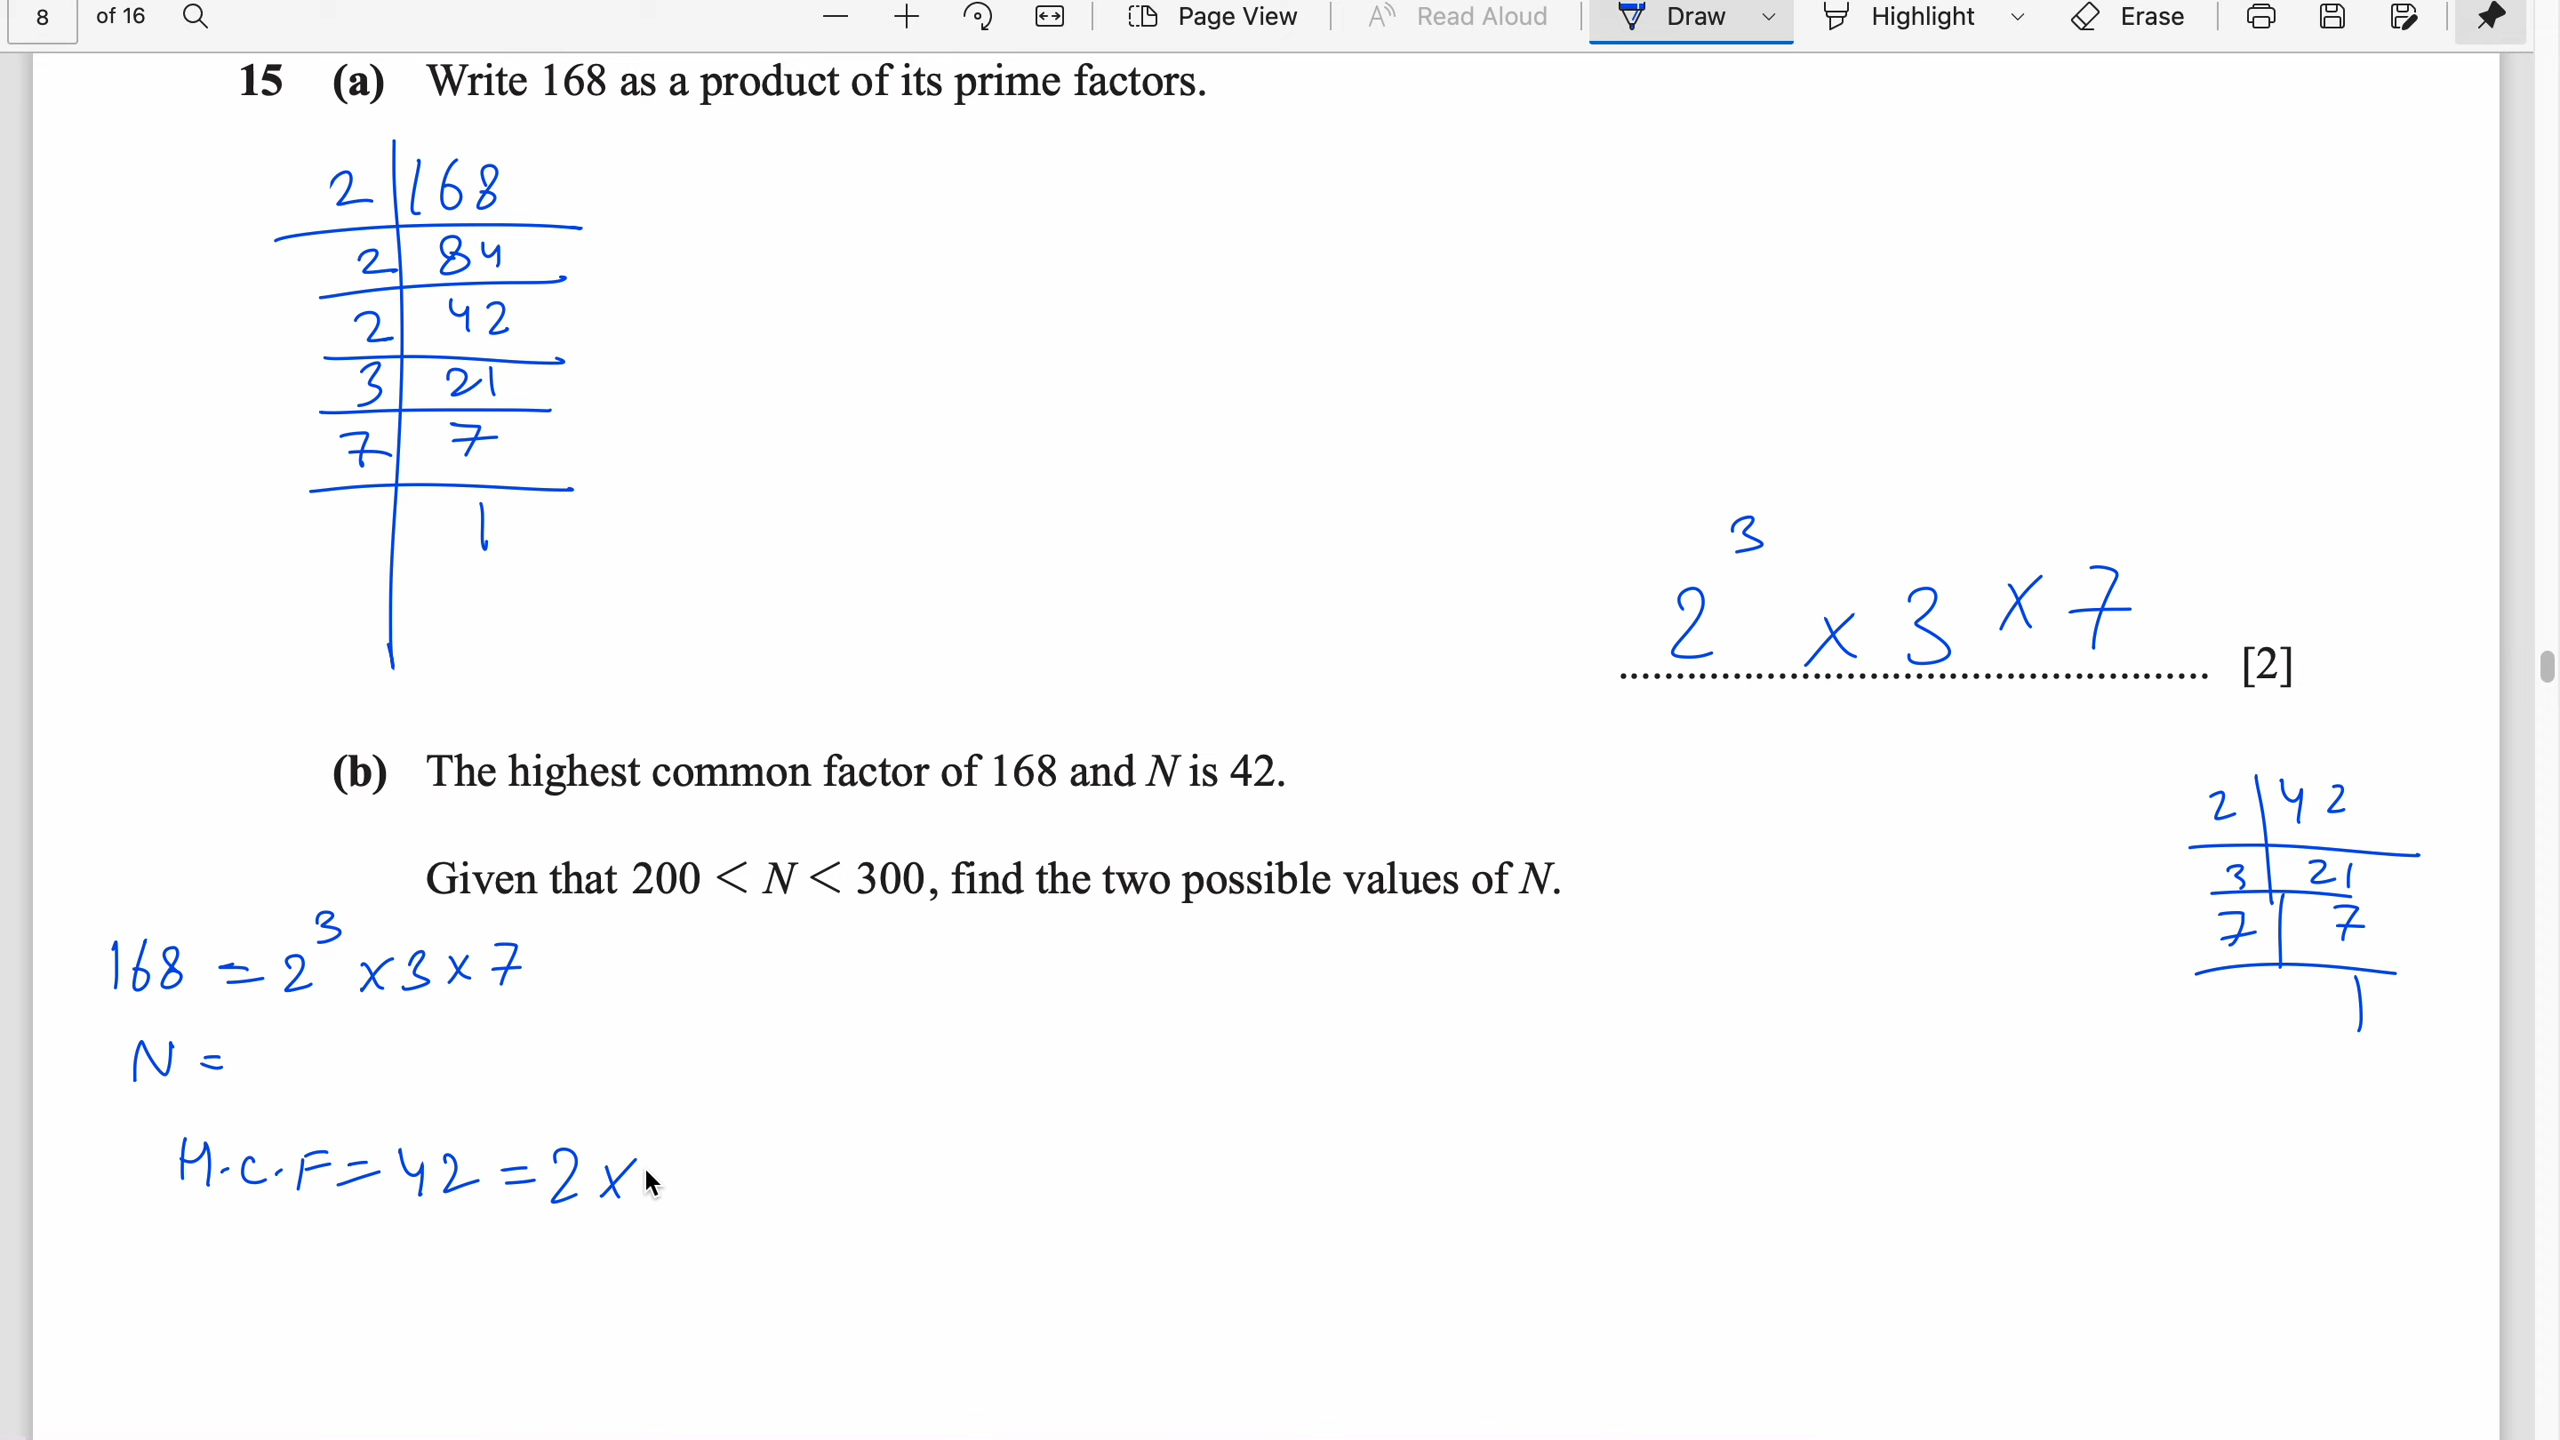 8 of 16 Page View Read Aloud Draw Highlight Erase
15 (a) Write 168 as a product of its prime factors.
2 | 168
2 | 84
2 | 42
3 | 21
7 | 7
1
2³ × 3 × 7 [2]
(b) The highest common factor of 168 and N is 42.
Given that 200 < N < 300, find the two possible values of N.
2 | 42
3 | 21
7 | 7
1
168 = 2³ × 3 × 7
N =
H.C.F = 42 = 2 ×